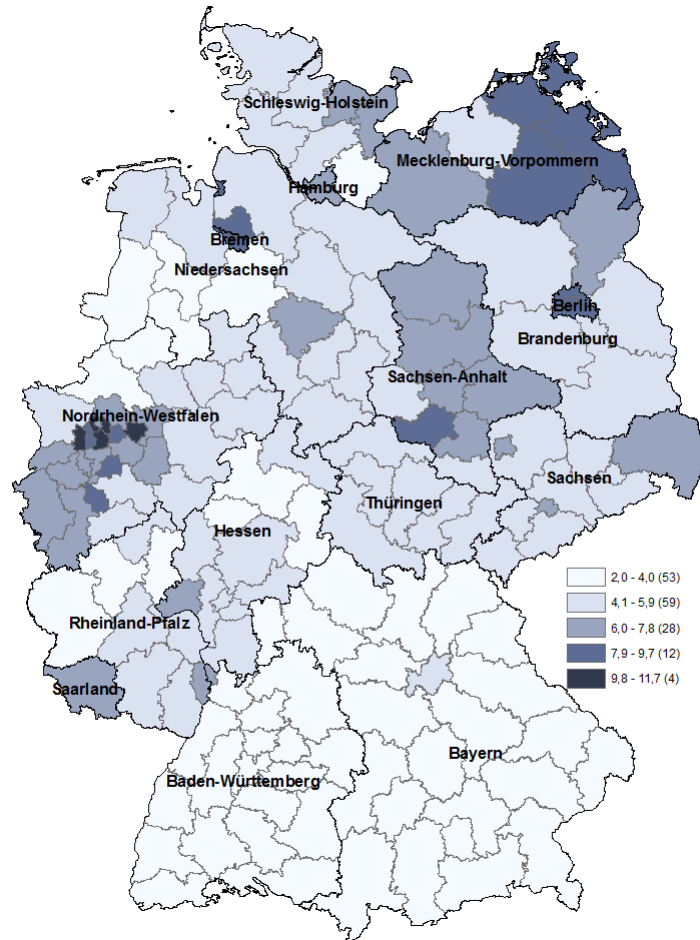 Schleswig-Holstein
Mecklenburg-Vorpommern
Hamburg
Bremen
Niedersachsen
Berlin
Brandenburg
Sachsen-Anhalt
Nordrhein-Westfalen
Sachsen
Thüringen
Hessen
Rheinland-Pfalz
Saarland
Bayern
Baden-Württemberg
2,0 - 4,0 (53)
4,1 - 5,9 (59)
6,0 - 7,8 (28)
7,9 - 9,7 (12)
9,8 - 11,7 (4)